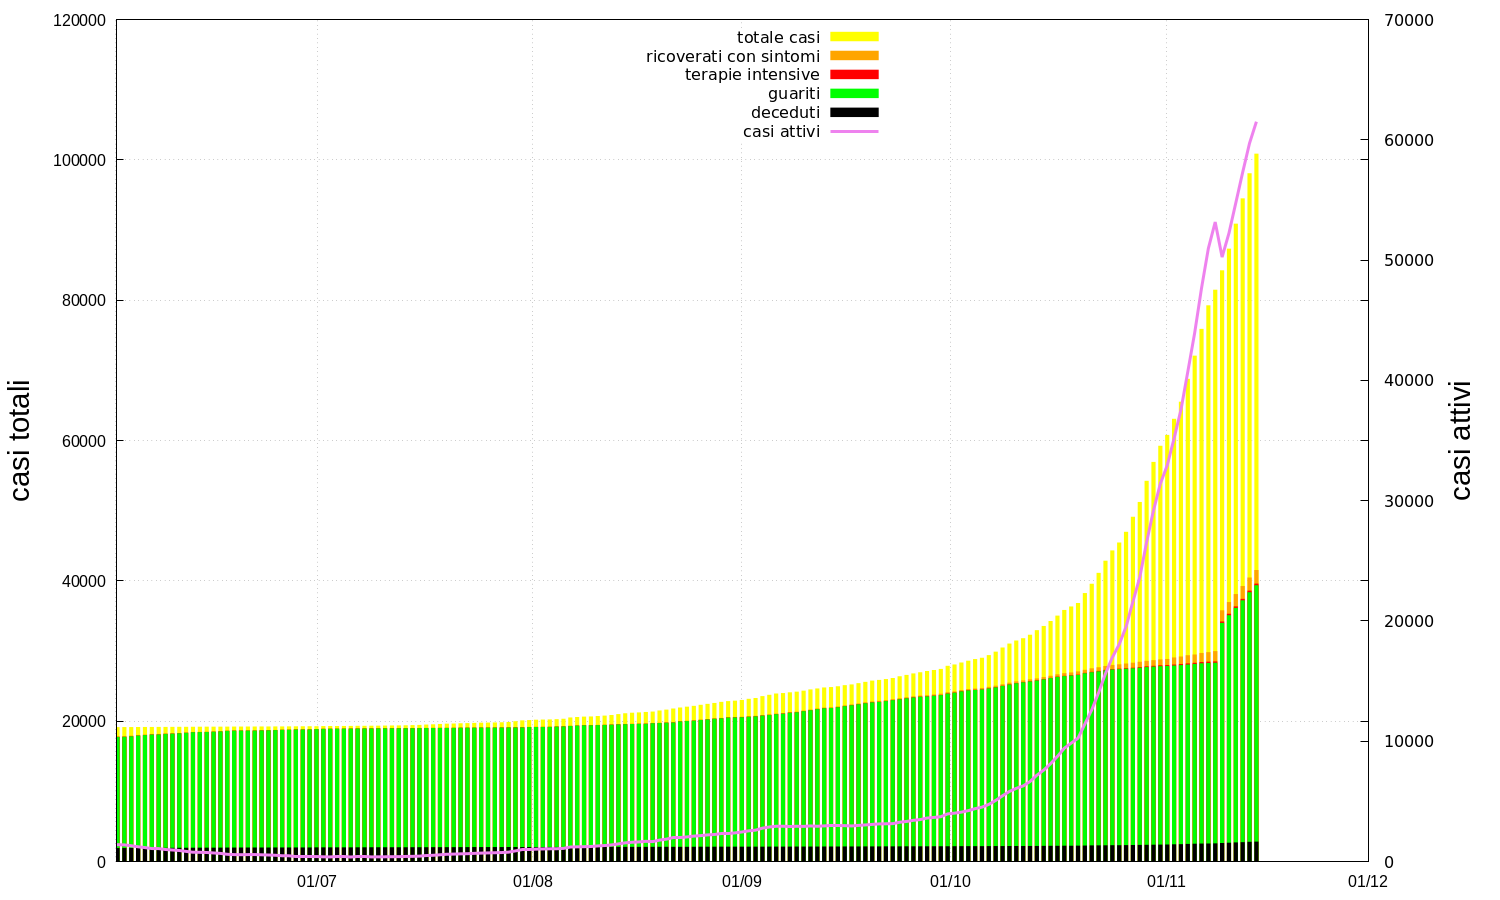 120000
100000
80000
60000
40000
20000
0
casi totali
totale casi
ricoverati con sintomi
terapie intensive
guariti
deceduti
casi attivi
70000
60000
50000
40000
30000
20000
10000
0
casi attivi
01/07
01/08
01/09
01/10
01/11
01/12